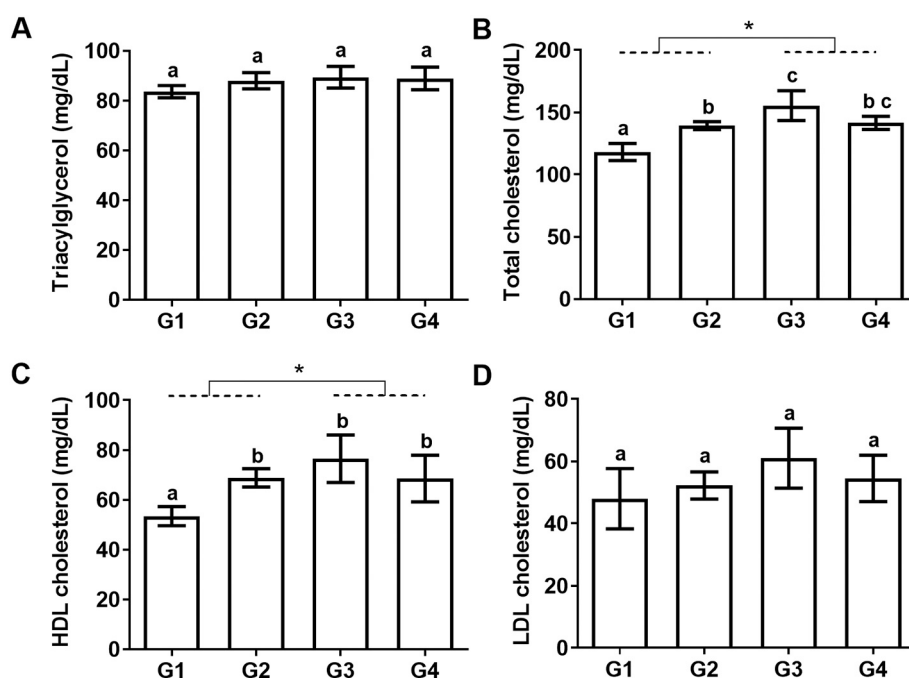 A
Triacylglycerol (mg/dL)
100
80
60
40
20
0
a
a
a
a
G1
G2
G3
G4
B
*
Total cholesterol (mg/dL)
200
150
100
50
0
a
b
c
b c
G1
G2
G3
G4
C
*
HDL cholesterol (mg/dL)
100
80
60
40
20
0
a
b
b
b
G1
G2
G3
G4
D
LDL cholesterol (mg/dL)
80
60
40
20
0
a
a
a
a
G1
G2
G3
G4